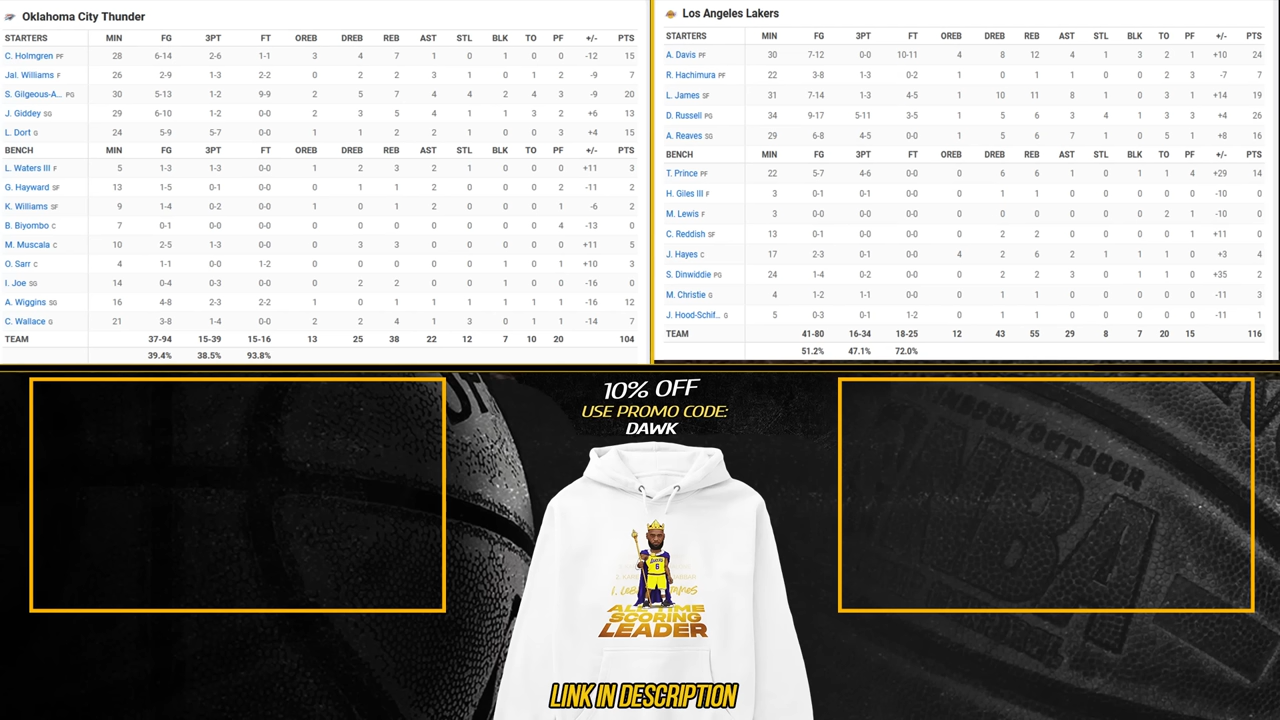 Oklahoma City Thunder
STARTERS MIN FG 3PT FT OREB DREB REB AST STL BLK TO PF +/- PTS
C. Holmgren PF 28 6-14 2-6 1-1 3 4 7 1 0 1 0 3 -12 15
Jal. Williams F 26 2-9 1-3 2-2 0 2 2 3 1 0 1 2 -9 7
S. Gilgeous-A... PG 30 5-13 1-2 9-9 2 5 7 4 4 2 4 3 -9 20
J. Giddey SG 29 6-10 1-2 0-0 2 3 5 4 1 1 3 2 +6 13
L. Dort G 24 5-9 5-7 0-0 1 1 2 2 1 0 0 3 +4 15
BENCH MIN FG 3PT FT OREB DREB REB AST STL BLK TO PF +/- PTS
L. Waters III F 5 1-3 1-3 0-0 1 2 3 2 1 0 0 0 +11 3
G. Hayward SF 13 1-5 0-1 0-0 0 1 1 2 0 0 0 2 -11 2
K. Williams SF 9 1-4 0-2 0-0 1 0 1 2 0 0 0 1 -6 2
B. Biyombo C 7 0-1 0-0 0-0 0 0 0 0 0 0 0 4 -13 0
M. Muscala C 10 2-5 1-3 0-0 0 3 3 0 0 0 0 0 +11 5
O. Sarr C 4 1-1 0-0 1-2 0 0 0 0 0 1 0 1 +10 3
I. Joe SG 14 0-4 0-3 0-0 0 2 2 0 0 1 0 0 -16 0
A. Wiggins SG 16 4-8 2-3 2-2 1 0 1 1 1 1 1 1 -16 12
C. Wallace G 21 3-8 1-4 0-0 2 2 4 1 3 0 1 1 -14 7
TEAM 37-94 15-39 15-16 13 25 38 22 12 7 10 20 104
39.4% 38.5% 93.8%
Los Angeles Lakers
STARTERS MIN FG 3PT FT OREB DREB REB AST STL BLK TO PF +/- PTS
A. Davis PF 30 7-12 0-0 10-11 4 8 12 4 1 3 2 1 +10 24
R. Hachimura PF 22 3-8 1-3 0-2 1 0 1 1 0 0 3 3 -7 7
L. James SF 31 7-14 1-3 4-5 1 10 11 8 1 0 3 1 +14 19
D. Russell PG 34 9-17 5-11 3-5 1 5 6 3 4 1 3 3 +4 26
A. Reaves SG 29 6-8 4-5 0-0 1 5 6 7 1 0 5 1 +8 16
BENCH MIN FG 3PT FT OREB DREB REB AST STL BLK TO PF +/- PTS
T. Prince PF 22 5-7 4-6 0-0 0 6 6 1 0 1 1 4 +29 14
H. Giles III F 3 0-1 0-1 0-0 0 1 1 0 0 0 0 0 -10 0
M. Lewis F 3 0-0 0-0 0-0 0 0 0 0 0 0 2 1 -10 0
C. Reddish SF 13 0-1 0-1 0-0 0 2 2 0 0 0 0 1 +11 0
J. Hayes C 17 2-3 0-1 0-0 4 2 6 2 1 1 1 0 +3 4
S. Dinwiddie PG 24 1-4 0-2 0-0 0 2 2 3 0 1 1 0 +35 2
M. Christie G 4 1-2 1-1 0-0 0 1 1 0 0 0 0 0 -11 3
J. Hood-Schif... G 5 0-3 0-1 1-2 0 1 1 0 0 0 1 0 -11 1
TEAM 41-80 16-34 18-25 12 43 55 29 8 7 20 15 116
51.2% 47.1% 72.0%
10% OFF
USE PROMO CODE:
DAWK
ALL TIME
SCORING
LEADER
LINK IN DESCRIPTION